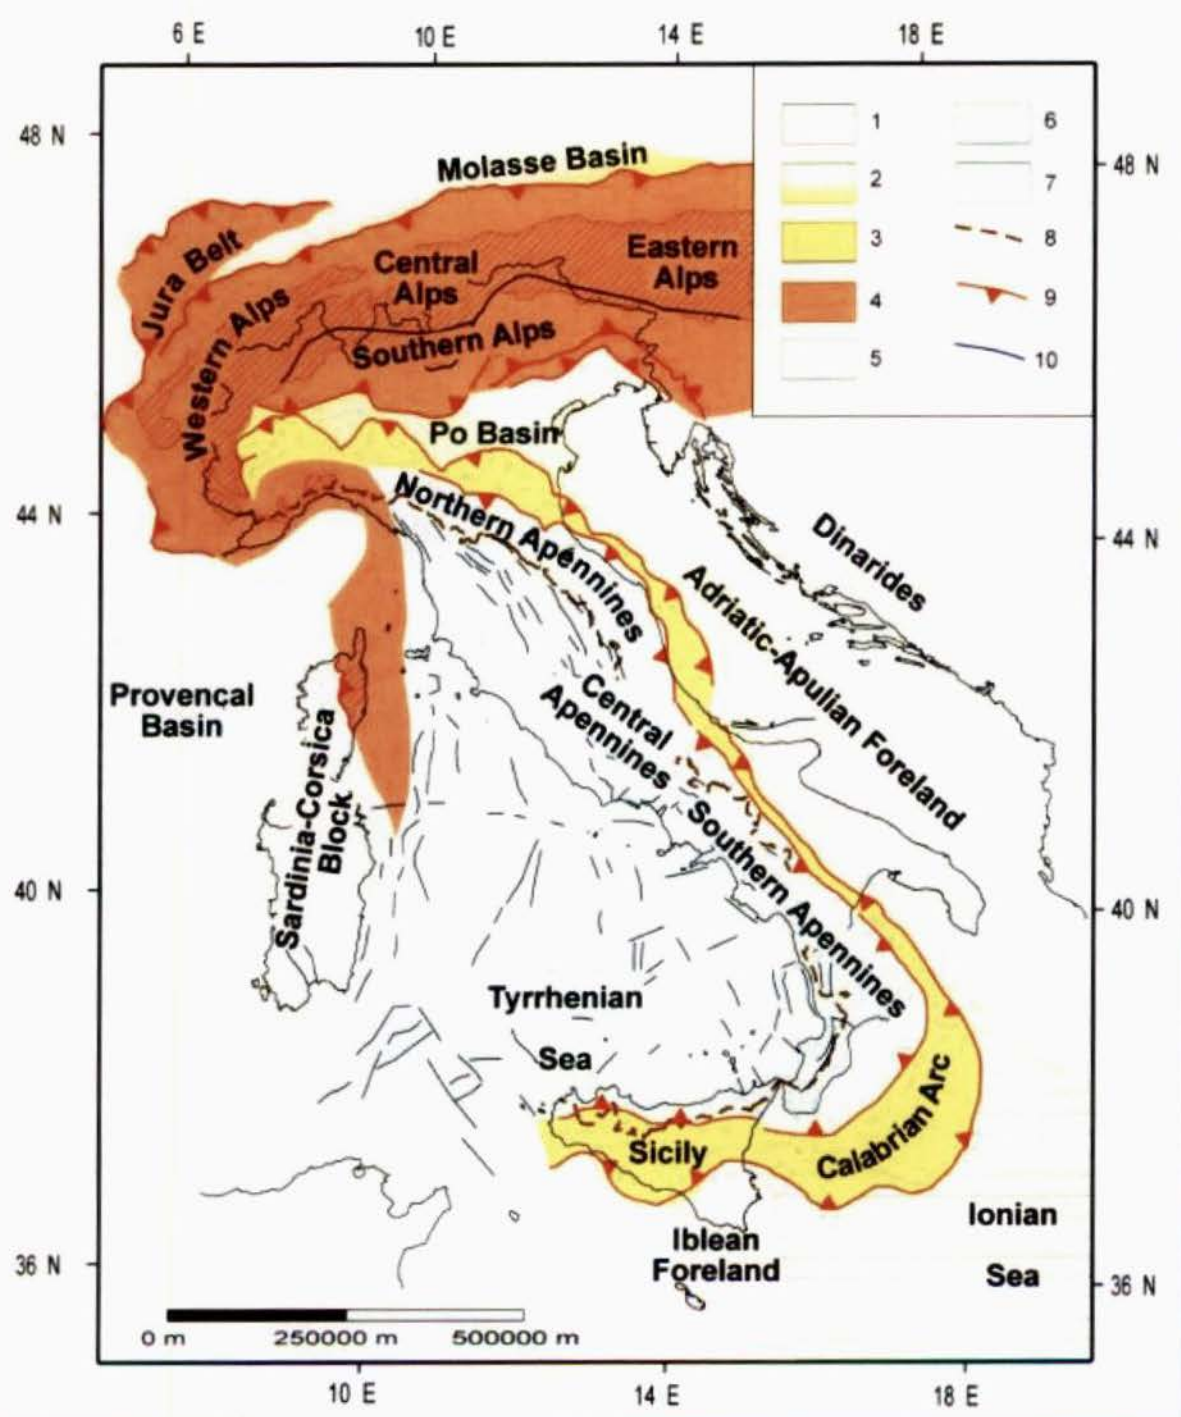 6 E
10 E
14 E
18 E
48 N
48 N
1
6
2
7
3
8
4
9
5
10
Molasse Basin
Jura Belt
Central
Alps
Eastern
Alps
Western Alps
Southern Alps
Po Basin
44 N
44 N
Northern Apennines
Dinarides
Adriatic-Apulian Foreland
Provencal
Basin
Central
Apennines
Sardinia-Corsica
Block
Southern Apennines
40 N
40 N
Tyrrhenian
Sea
Calabrian Arc
Sicily
Ionian
Sea
Iblean
Foreland
36 N
36 N
0 m
250000 m
500000 m
10 E
14 E
18 E